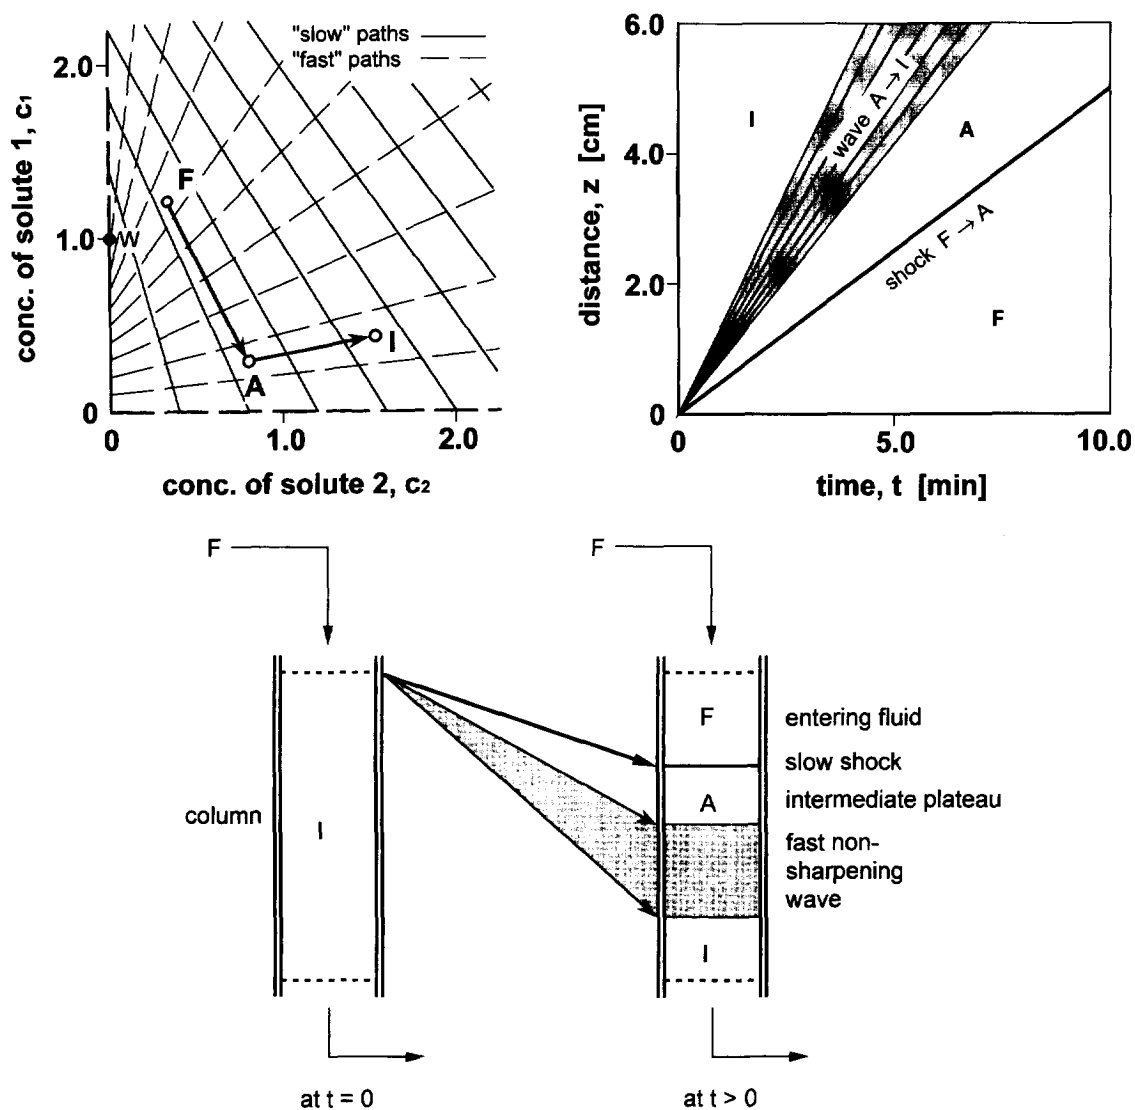 "slow" paths
"fast" paths
2.0
1.0
0
conc. of solute 1, c1
F
W
A
I
0
1.0
2.0
conc. of solute 2, c2
6.0
4.0
2.0
0
distance, z [cm]
I
wave A → I
A
shock F → A
F
0
5.0
10.0
time, t [min]
F
F
column
I
F
A
I
entering fluid
slow shock
intermediate plateau
fast non-
sharpening
wave
at t = 0
at t > 0